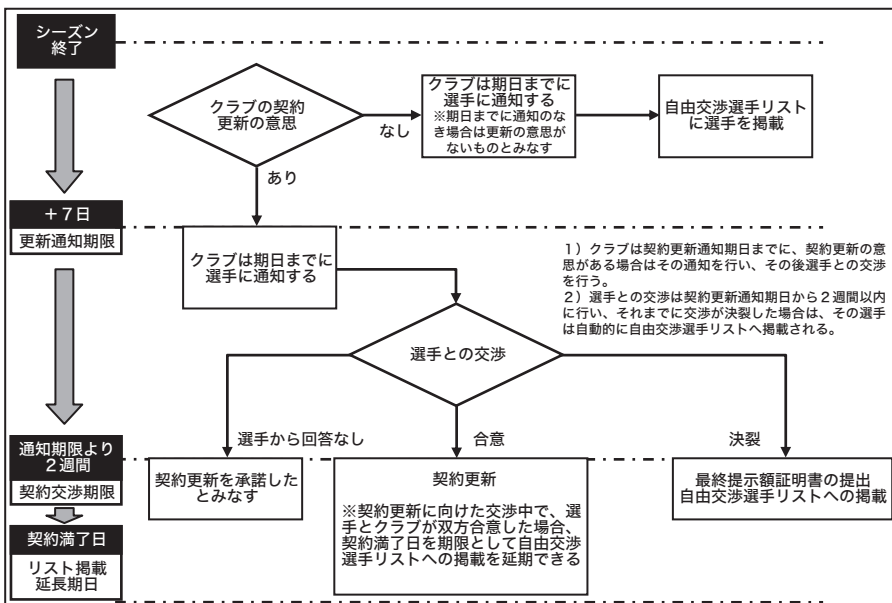 シーズン
終了
クラブの契約
更新の意思
なし
クラブは期日までに
選手に通知する
※期日までに通知のな
き場合は更新の意思が
ないものとみなす
自由交渉選手リスト
に選手を掲載
あり
+7日
更新通知期限
クラブは期日までに
選手に通知する
1）クラブは契約更新通知期日までに、契約更新の意
思がある場合はその通知を行い、その後選手との交渉
を行う。
2）選手との交渉は契約更新通知期日から2週間以内
に行い、それまでに交渉が決裂した場合は、その選手
は自動的に自由交渉選手リストへ掲載される。
選手との交渉
選手から回答なし
合意
決裂
通知期限より
2週間
契約交渉期限
契約更新を承諾した
とみなす
契約更新
※契約更新に向けた交渉中で、選
手とクラブが双方合意した場合、
契約満了日を期限として自由交渉
選手リストへの掲載を延期できる
最終提示額証明書の提出
自由交渉選手リストへの掲載
契約満了日
リスト掲載
延長期日